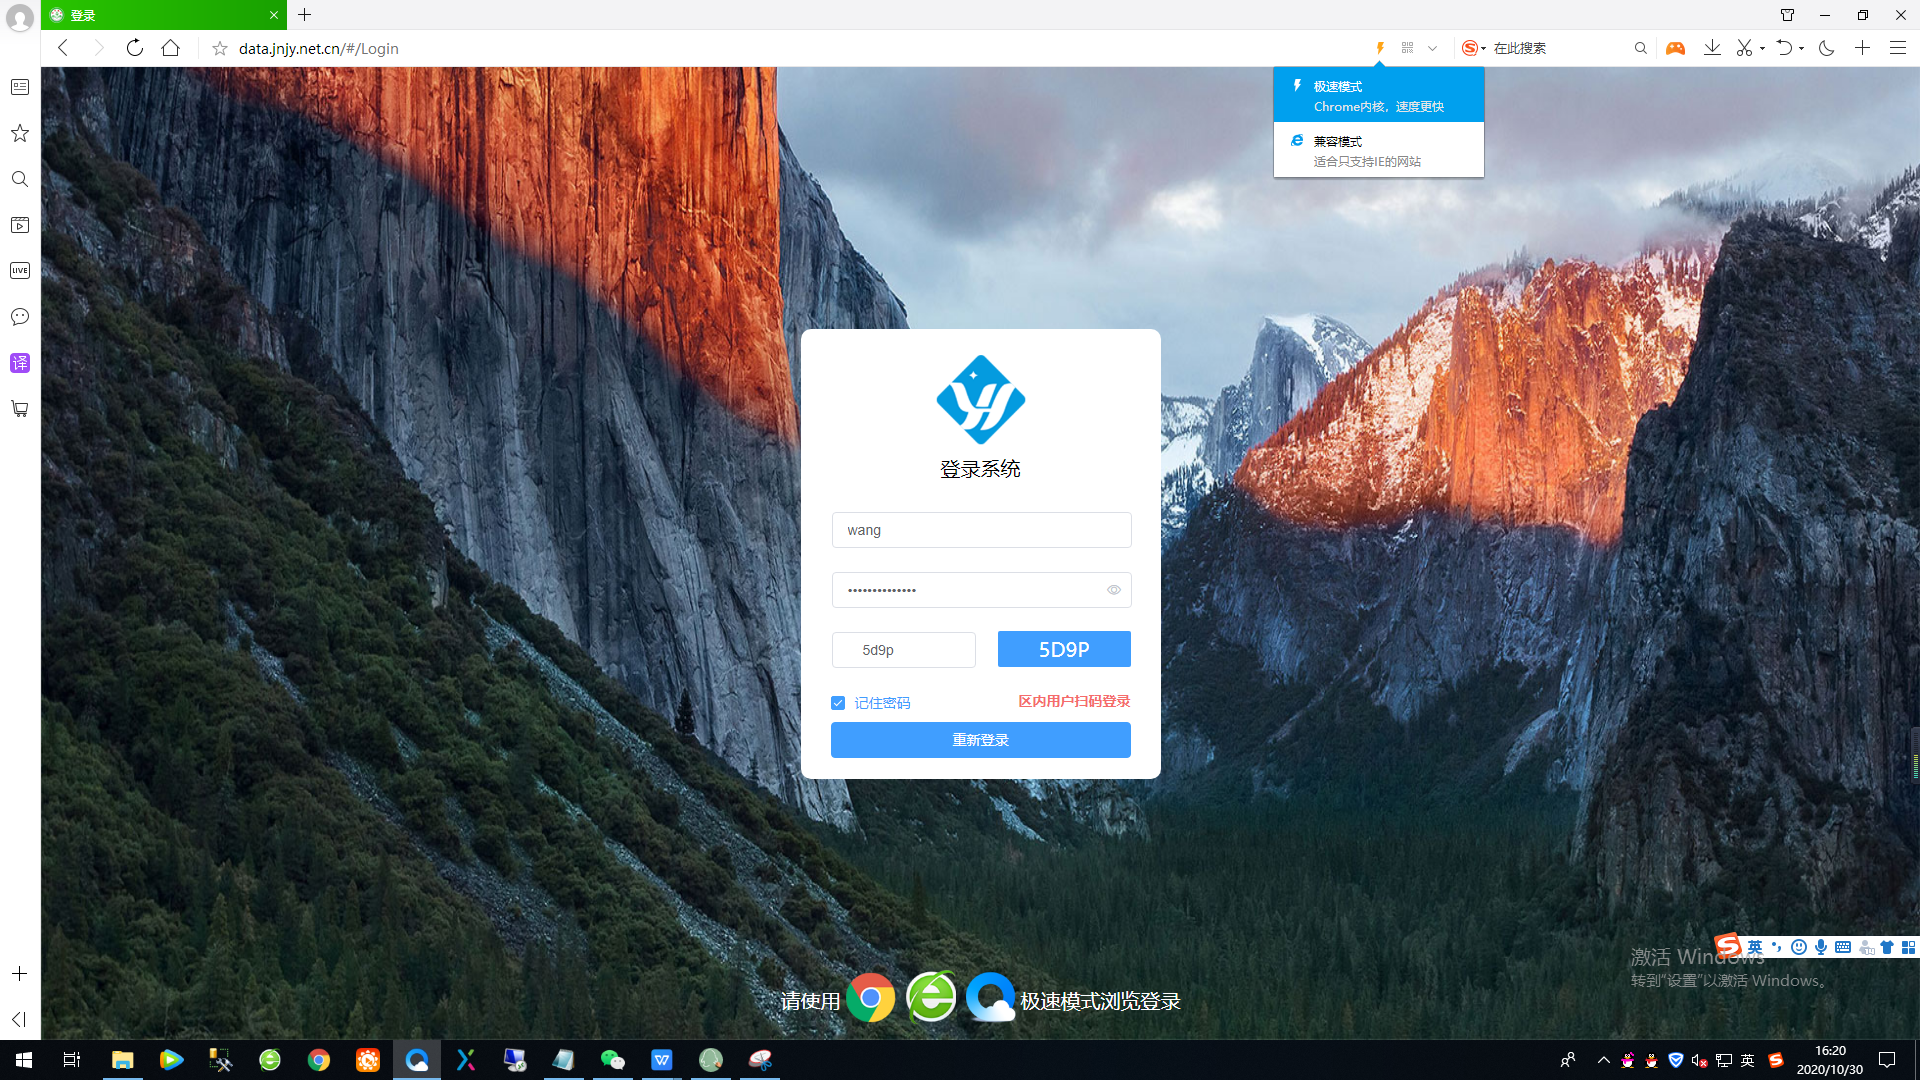 登录
data.jnjy.net.cn/#/Login
在此搜索
极速模式
Chrome内核，速度更快
兼容模式
适合只支持IE的网站
LIVE
译
登录系统
wang
5d9p
5D9P
记住密码
区内用户扫码登录
重新登录
英
激活 Windows
转到“设置”以激活 Windows。
请使用
极速模式浏览登录
英
16:20
2020/10/30